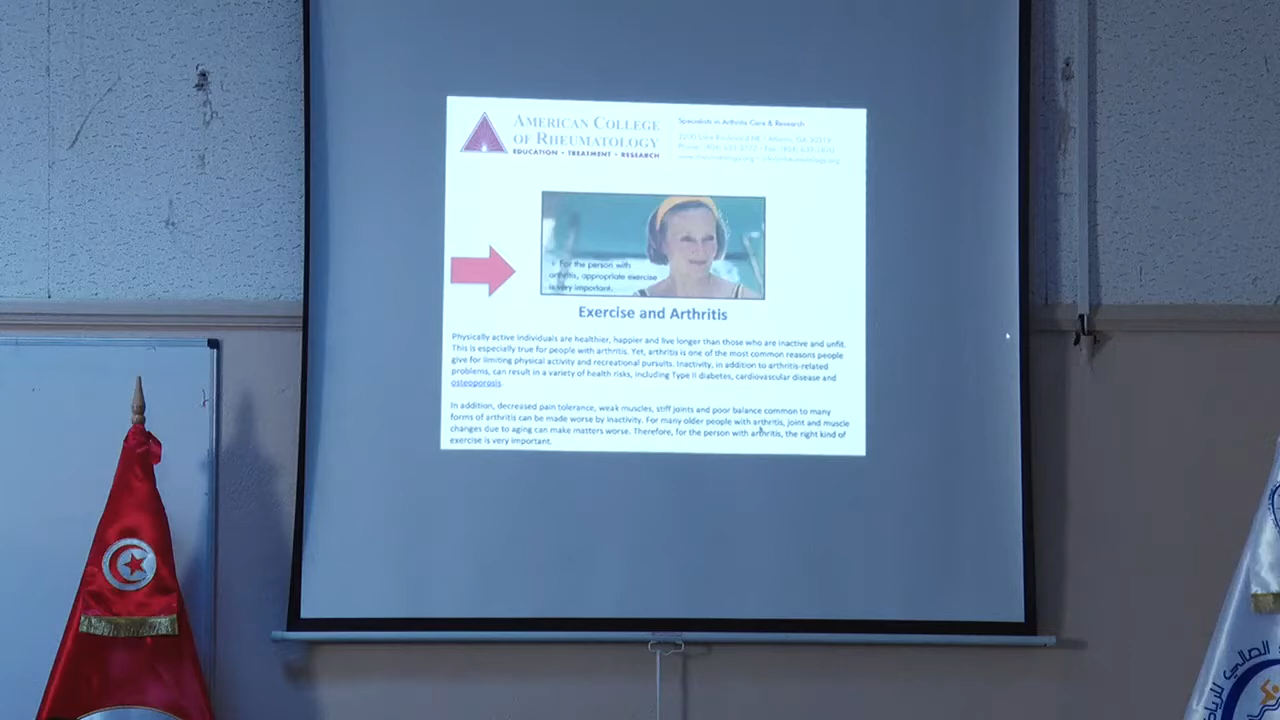 AMERICAN COLLEGE
OF RHEUMATOLOGY
EDUCATION • TREATMENT • RESEARCH
Specialists in Arthritis Care & Research
• For the person with
arthritis, appropriate exercise
is very important.
Exercise and Arthritis
Physically active individuals are healthier, happier and live longer than those who are inactive and unfit.
This is especially true for people with arthritis. Yet, arthritis is one of the most common reasons people
give for limiting physical activity and recreational pursuits. Inactivity, in addition to arthritis-related
problems, can result in a variety of health risks, including Type II diabetes, cardiovascular disease and
osteoporosis.
In addition, decreased pain tolerance, weak muscles, stiff joints and poor balance common to many
forms of arthritis can be made worse by inactivity. For many older people with arthritis, joint and muscle
changes due to aging can make matters worse. Therefore, for the person with arthritis, the right kind of
exercise is very important.